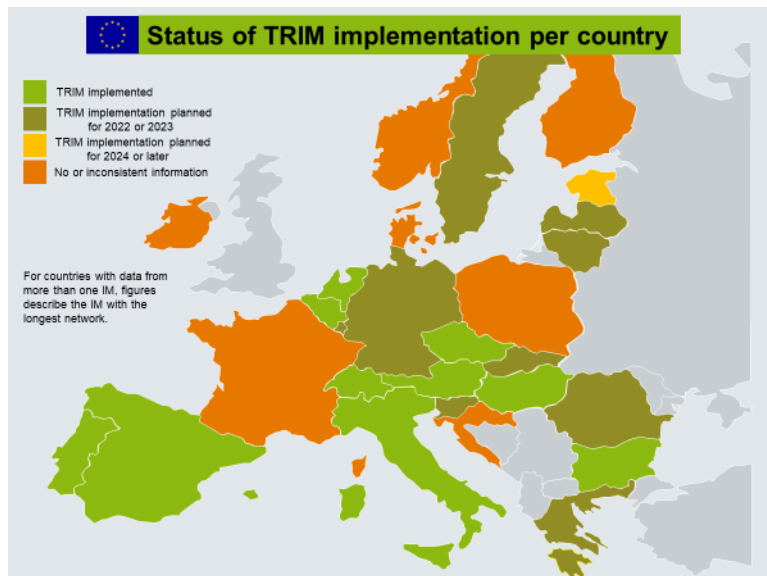 Status of TRIM implementation per country
TRIM implemented
TRIM implementation planned
for 2022 or 2023
TRIM implementation planned
for 2024 or later
No or inconsistent information
For countries with data from
more than one IM, figures
describe the IM with the
longest network.